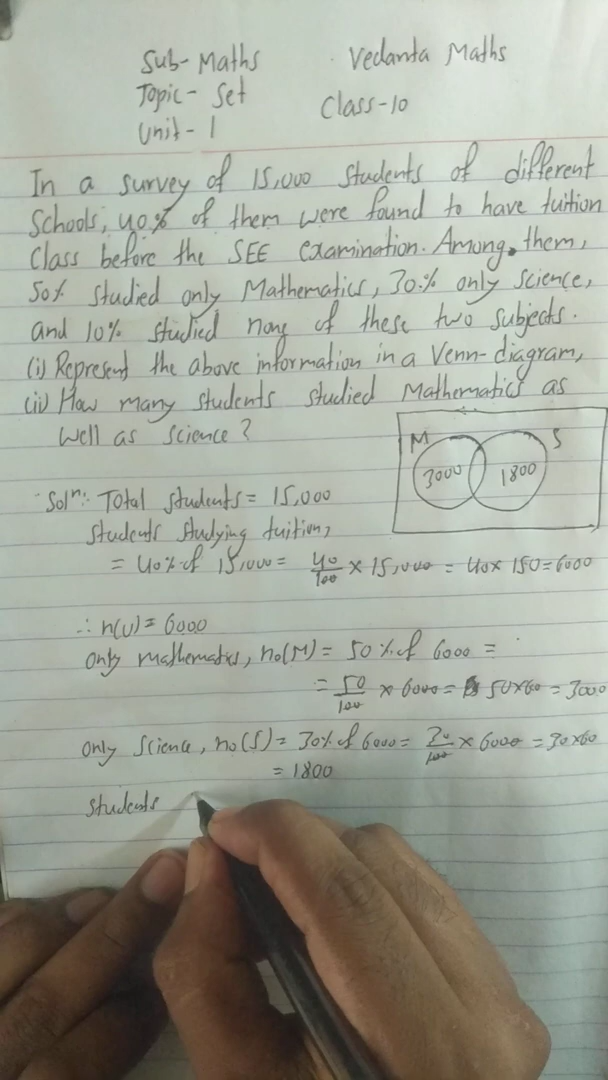 Sub- Maths Vedanta Maths
Topic- Set Class-10
Unit- 1
In a survey of 15,000 students of different
Schools, 40% of them were found to have tuition
Class before the SEE examination. Among them,
50% studied only Mathematics, 30% only science,
and 10% studied none of these two subjects.
(i) Represent the above information in a Venn-diagram,
(ii) How many students studied Mathematics as
well as science?
M S
3000 1800
Solⁿ: Total students = 15,000
Students studying tuition,
= 40% of 15,000 = 40/100 × 15,000 = 40 × 150 = 6000
∴ n(U) = 6000
Only mathematics, no(M) = 50% of 6000 =
= 50/100 × 6000 = 50×60 = 3000
only science, no(S) = 30% of 6000 = 30/100 × 6000 = 30×60
= 1800
students